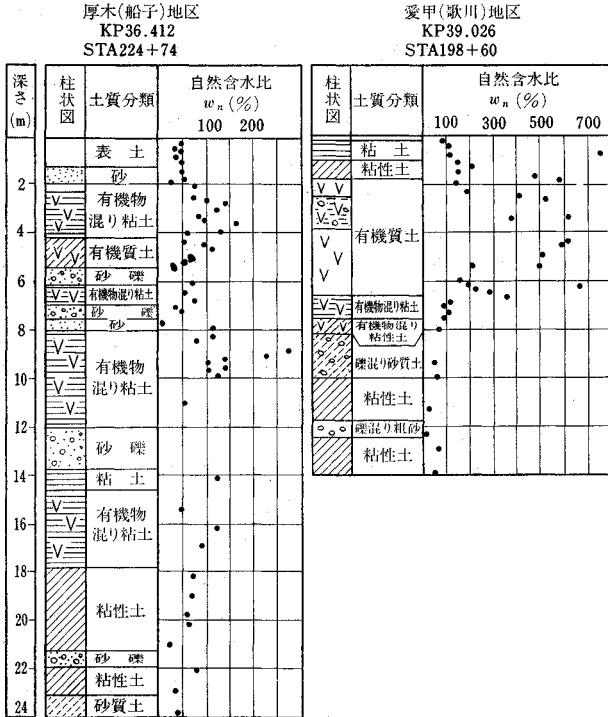 厚木(船子)地区
KP36.412
STA224+74
深さ(m)
柱状図
土質分類
自然含水比
wn (%)
100 200
表土
砂
2
有機物
混り粘土
4
有機質土
砂礫
6
有機物混り粘土
砂礫
砂
8
有機物
混り粘土
10
12
砂礫
14
粘土
有機物
混り粘土
16
18
粘性土
20
砂礫
22
粘性土
砂質土
24
愛甲(歌川)地区
KP39.026
STA198+60
柱状図
土質分類
自然含水比
wn (%)
100 300 500 700
粘土
粘性土
有機質土
有機物混り粘土
有機物混り
粘性土
礫混り砂質土
粘性土
礫混り粗砂
粘性土